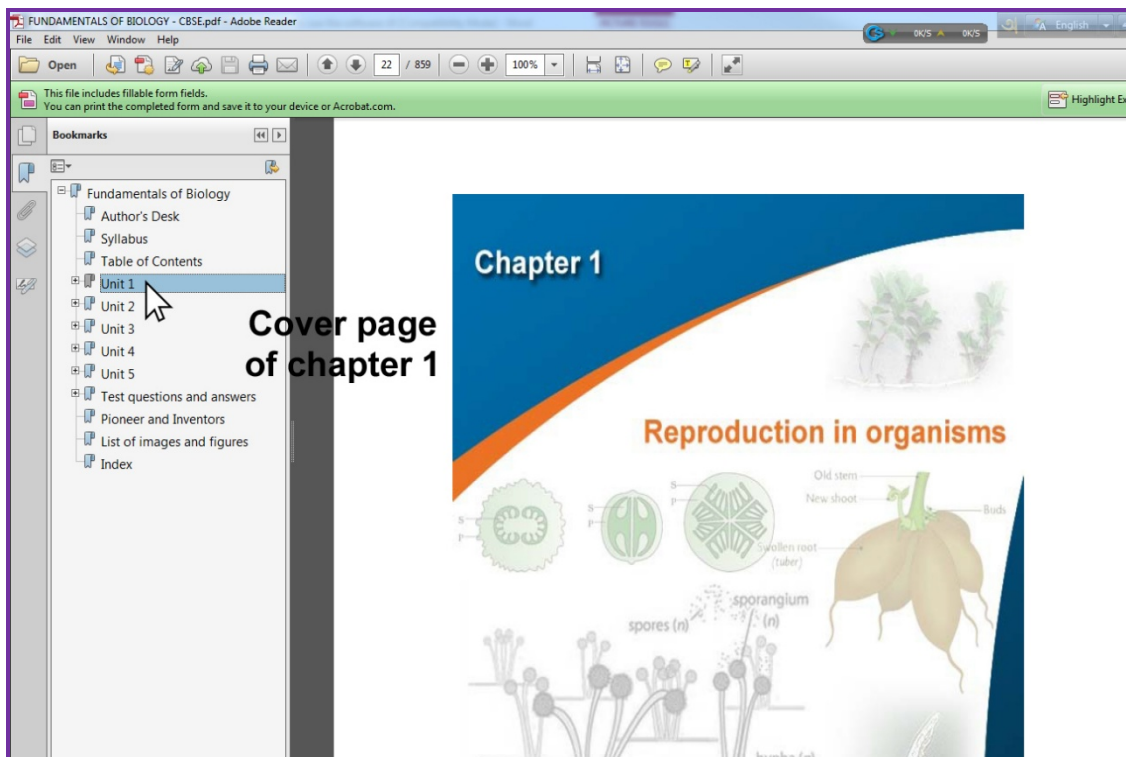 FUNDAMENTALS OF BIOLOGY - CBSE.pdf - Adobe Reader
File Edit View Window Help
0K/S 0K/S
English
Open 22 / 859 100%
This file includes fillable form fields.
You can print the completed form and save it to your device or Acrobat.com.
Highlight Ex
Bookmarks
Fundamentals of Biology
Author's Desk
Syllabus
Table of Contents
Unit 1
Unit 2
Unit 3
Unit 4
Unit 5
Test questions and answers
Pioneer and Inventors
List of images and figures
Index
Cover page
of chapter 1
Chapter 1
Reproduction in organisms
Old stem
New shoot
Buds
Swollen root
(tuber)
S
P
S
P
S
P
sporangium
(n)
spores (n)